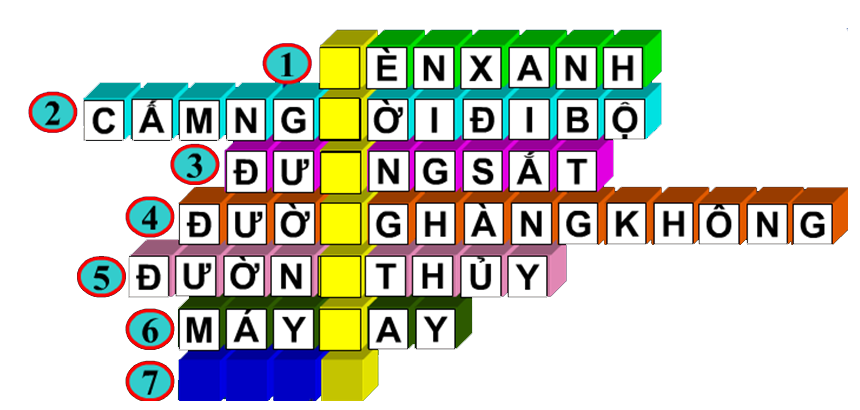 1 ÈNXANH
2 CẤMNG ỜIĐIBỘ
3 ĐƯ NGSẮT
4 ĐƯỜ GHÀNGKHÔNG
5 ĐƯỜN THỦY
6 MÁY AY
7